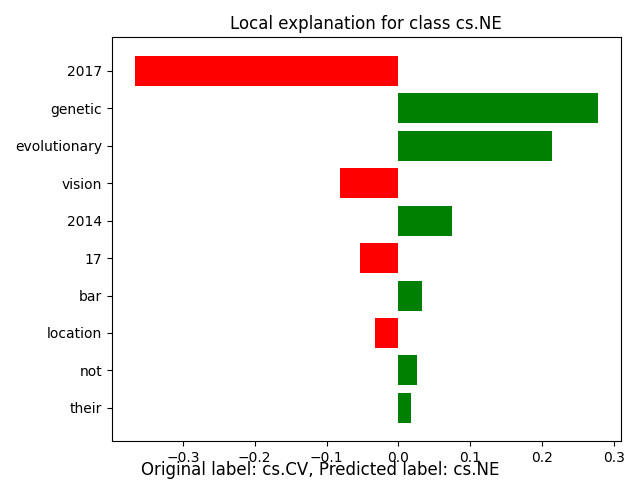 Local explanation for class cs.NE
2017
genetic
evolutionary
vision
2014
17
bar
location
not
their
−0.3 −0.2 −0.1 0.0 0.1 0.2 0.3
Original label: cs.CV, Predicted label: cs.NE